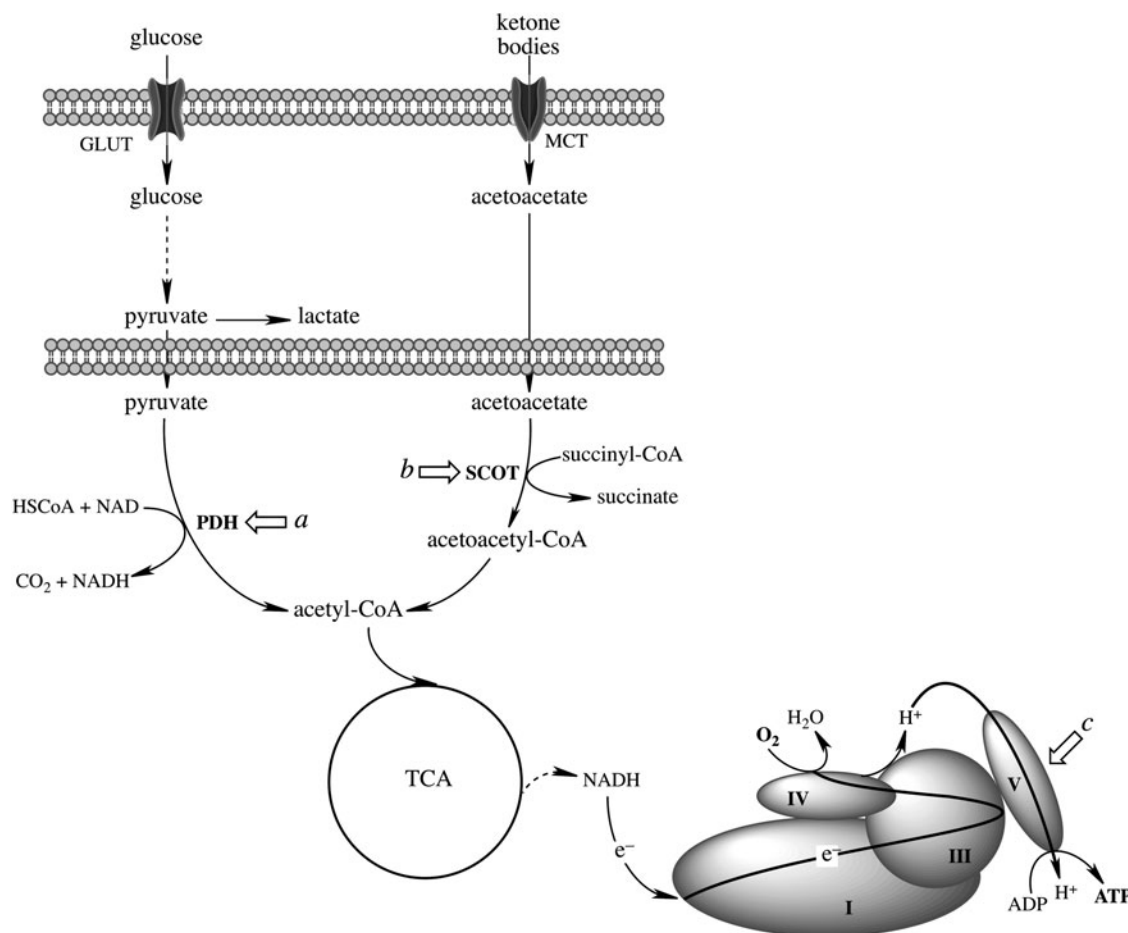 glucose
ketone
bodies
GLUT
MCT
glucose
acetoacetate
pyruvate
lactate
pyruvate
acetoacetate
b
SCOT
succinyl-CoA
succinate
HSCoA + NAD
PDH
a
acetoacetyl-CoA
CO₂ + NADH
acetyl-CoA
TCA
NADH
e⁻
O₂
H₂O
H⁺
c
IV
V
III
e⁻
I
ADP
H⁺
ATP